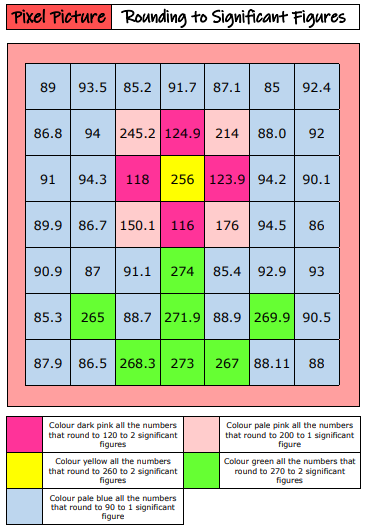 Pixel Picture Rounding to Significant Figures
89 93.5 85.2 91.7 87.1 85 92.4
86.8 94 245.2 124.9 214 88.0 92
91 94.3 118 256 123.9 94.2 90.1
89.9 86.7 150.1 116 176 94.5 86
90.9 87 91.1 274 85.4 92.9 93
85.3 265 88.7 271.9 88.9 269.9 90.5
87.9 86.5 268.3 273 267 88.11 88
Colour dark pink all the numbers
that round to 120 to 2 significant
figures
Colour pale pink all the numbers
that round to 200 to 1 significant
figure
Colour yellow all the numbers
that round to 260 to 2 significant
figures
Colour green all the numbers that
round to 270 to 2 significant
figures
Colour pale blue all the numbers
that round to 90 to 1 significant
figure